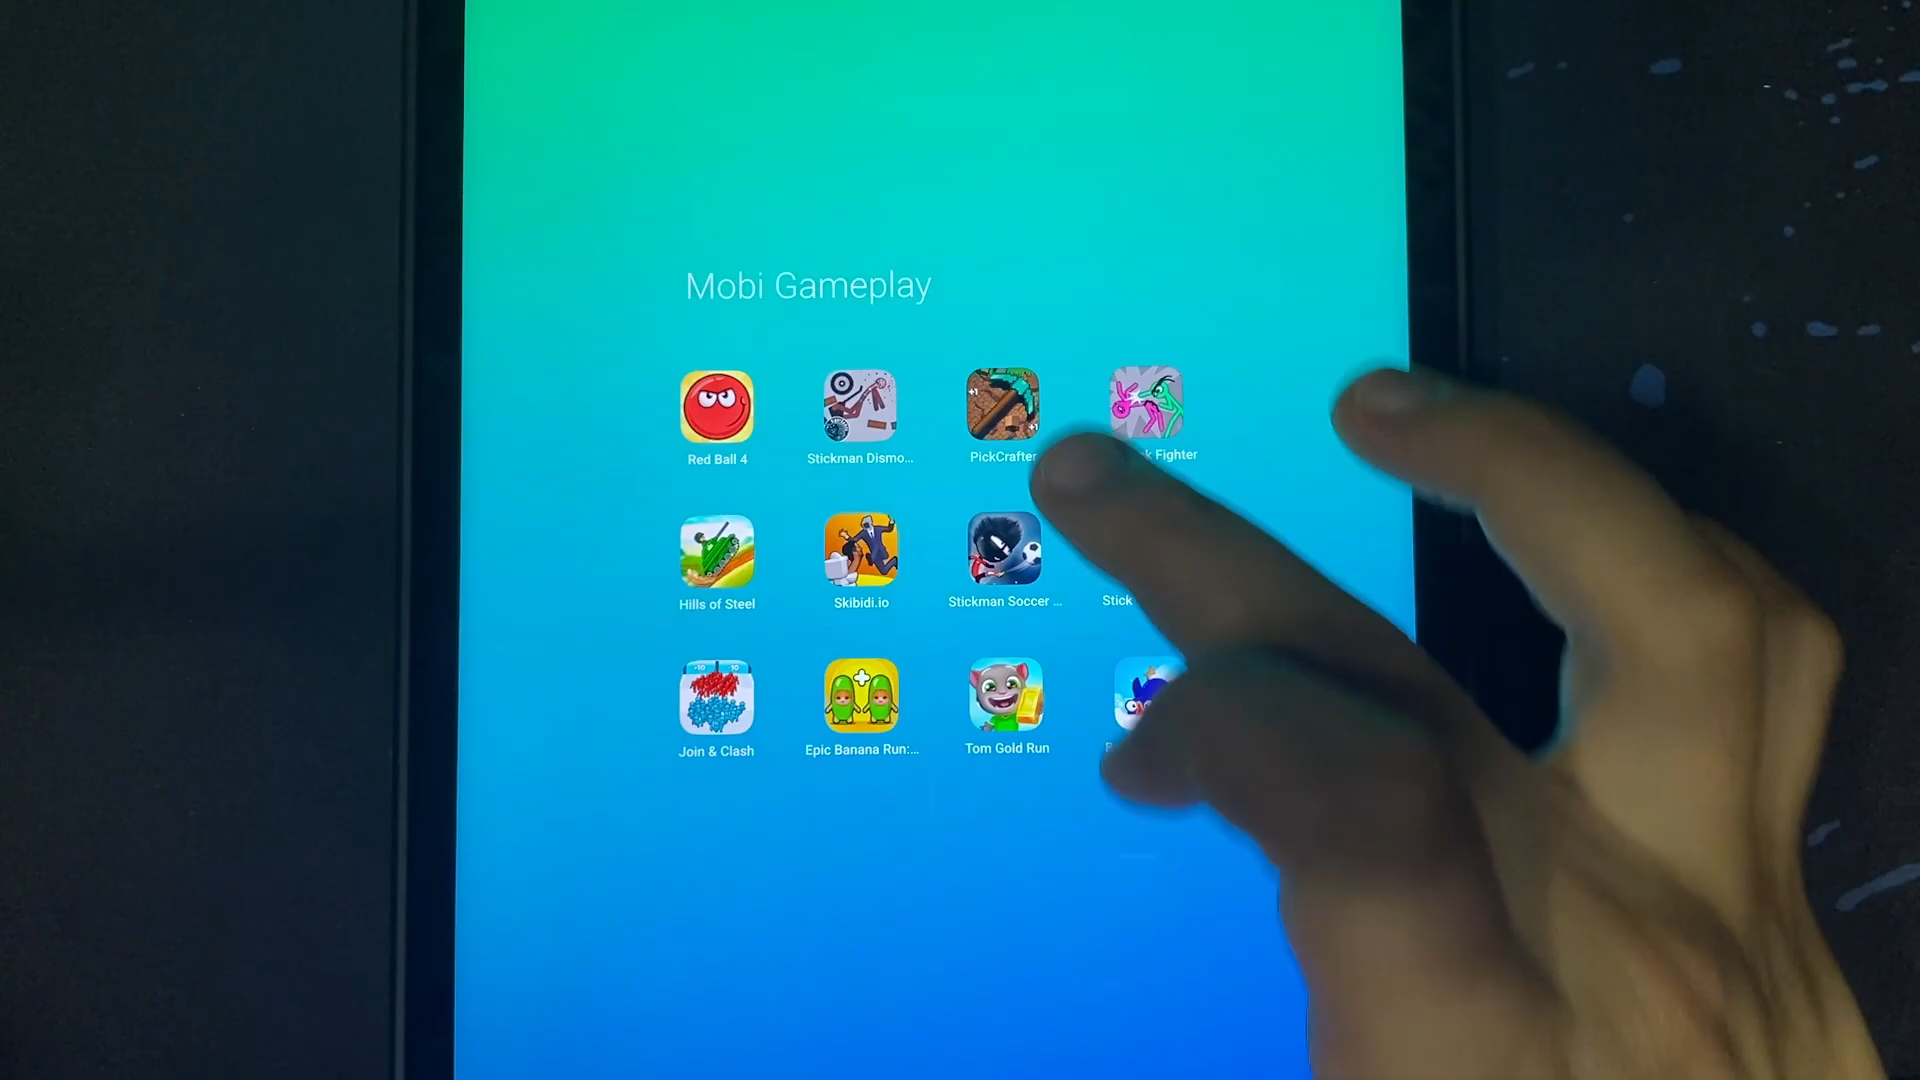 Mobi Gameplay
Red Ball 4
Stickman Dismo...
PickCrafter
k Fighter
Hills of Steel
Skibidi.io
Stickman Soccer ...
Stick
Join & Clash
Epic Banana Run:...
Tom Gold Run